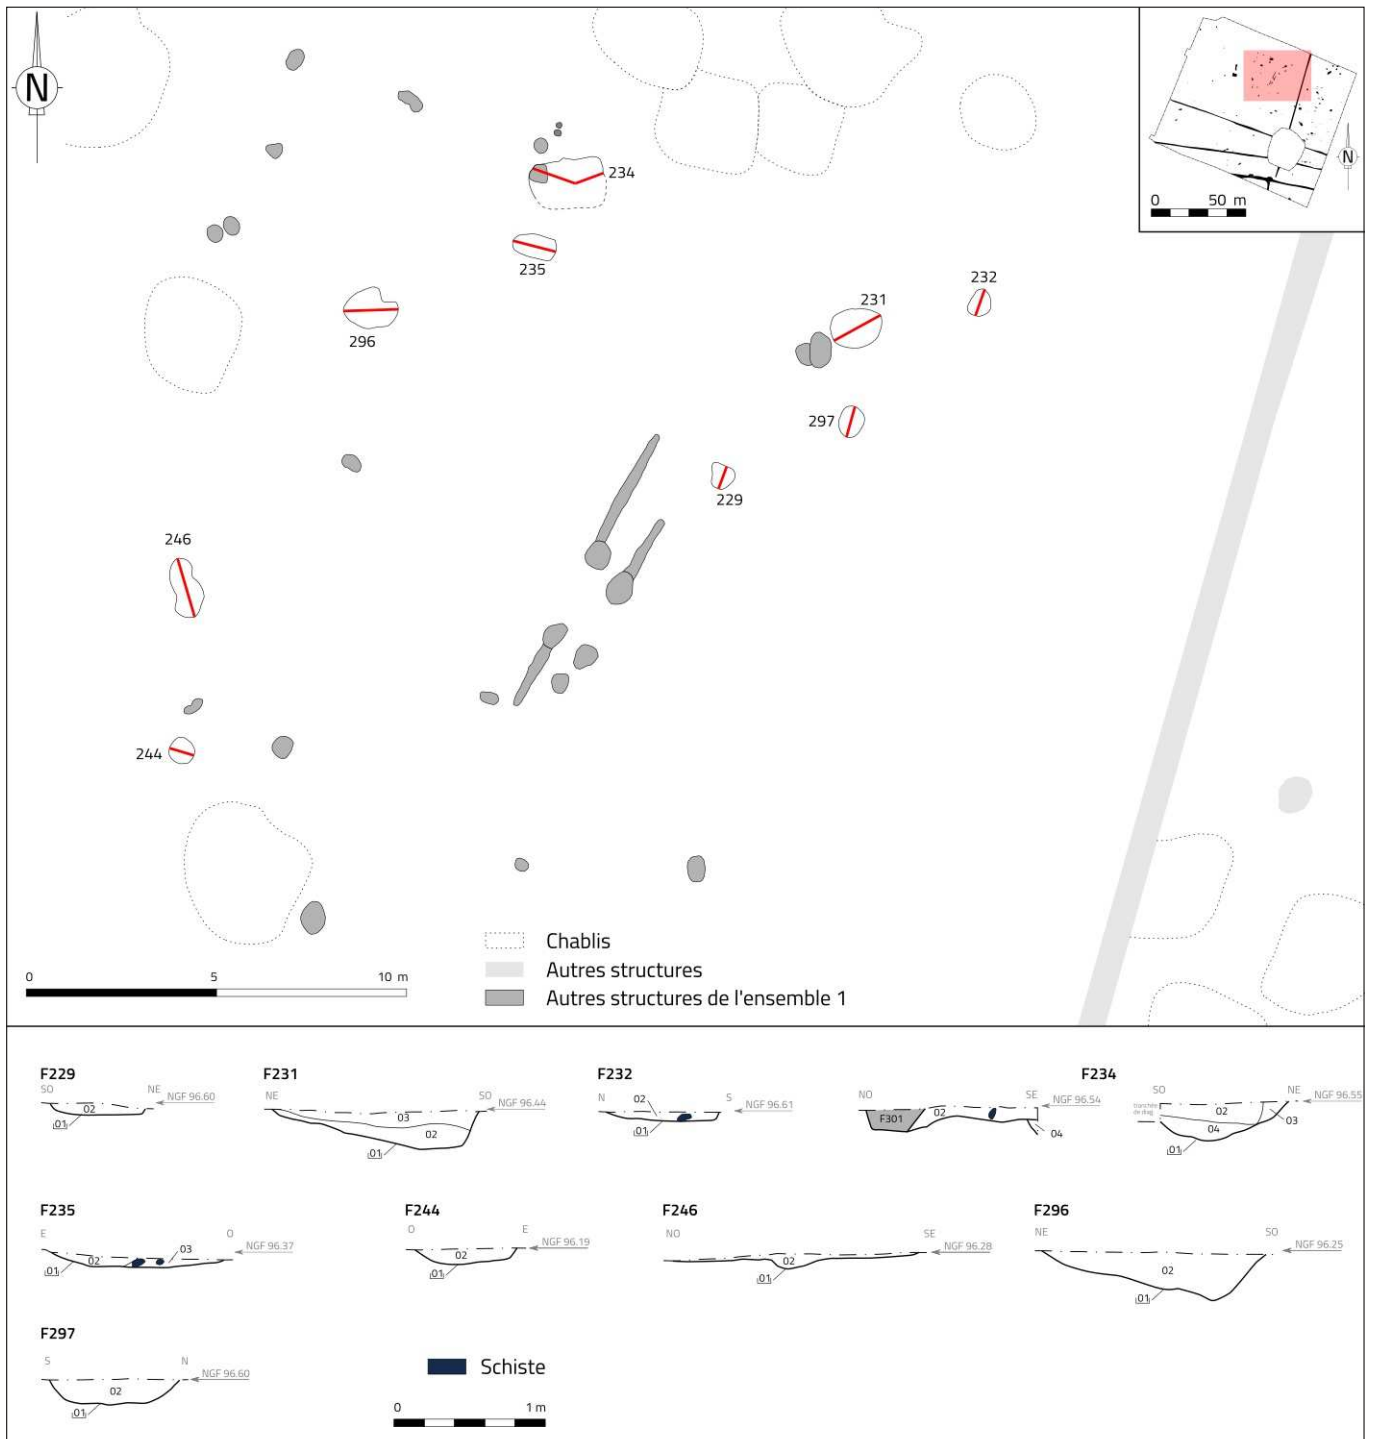 N
0 50 m
N
234
235
232
231
296
297
229
246
244
Chablis
Autres structures
Autres structures de l'ensemble 1
0 5 10 m
F229
SO NE
NGF 96.60
02
01
F231
NE SO
NGF 96.44
03
02
01
F232
N S
02
NGF 96.61
01
F234
NO SE
NGF 96.54
F301
02
04
SO NE
NGF 96.55
tranchée
de diag
02
03
04
01
F235
E O
03
NGF 96.37
02
01
F244
O E
NGF 96.19
02
01
F246
NO SE
NGF 96.28
02
01
F296
NE SO
NGF 96.25
02
01
F297
S N
NGF 96.60
02
01
Schiste
0 1 m